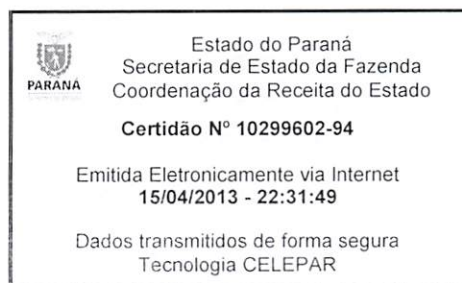 Estado do Paraná
Secretaria de Estado da Fazenda
PARANÁ
Coordenação da Receita do Estado
Certidão Nº 10299602-94
Emitida Eletronicamente via Internet
15/04/2013 - 22:31:49
Dados transmitidos de forma segura
Tecnologia CELEPAR